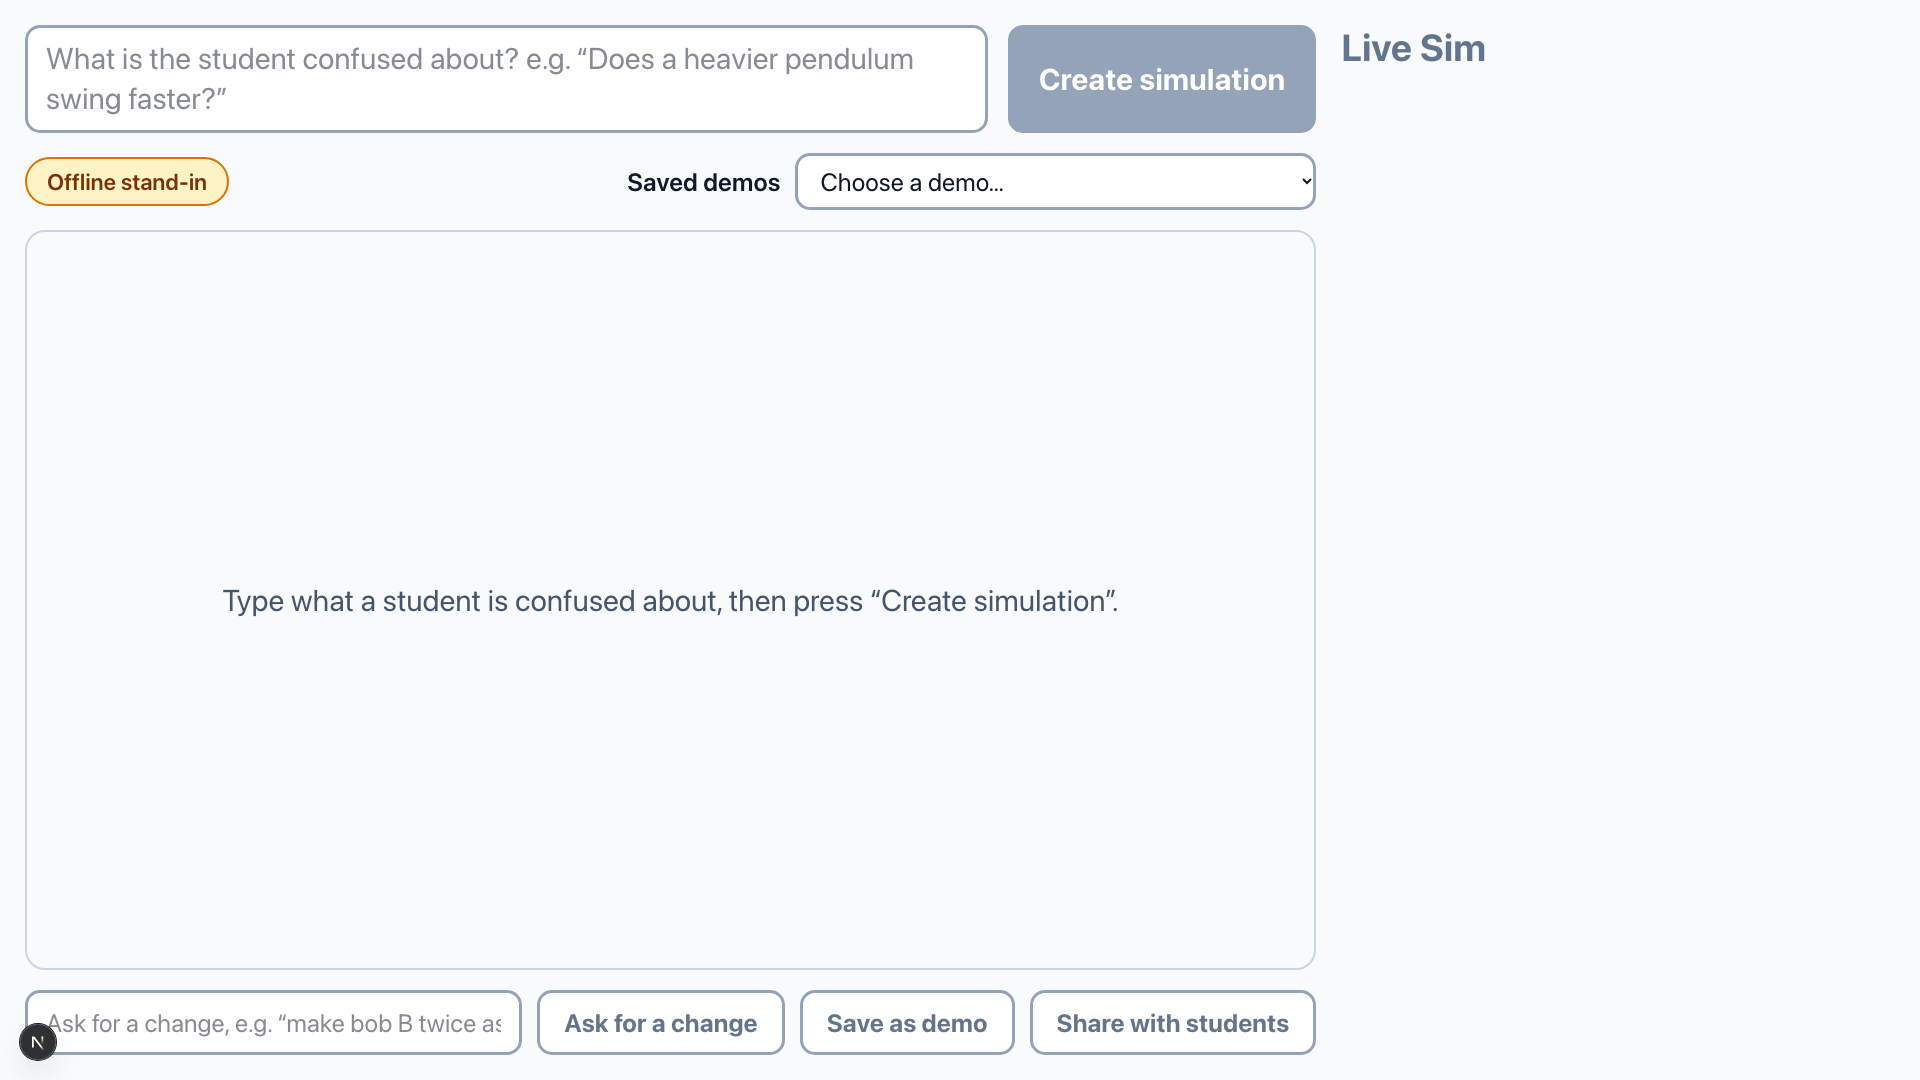 What is the student confused about? e.g. “Does a heavier pendulum
swing faster?”
Create simulation
Live Sim
Offline stand-in
Saved demos
Choose a demo...
Type what a student is confused about, then press “Create simulation”.
Ask for a change, e.g. “make bob B twice as
Ask for a change
Save as demo
Share with students
N